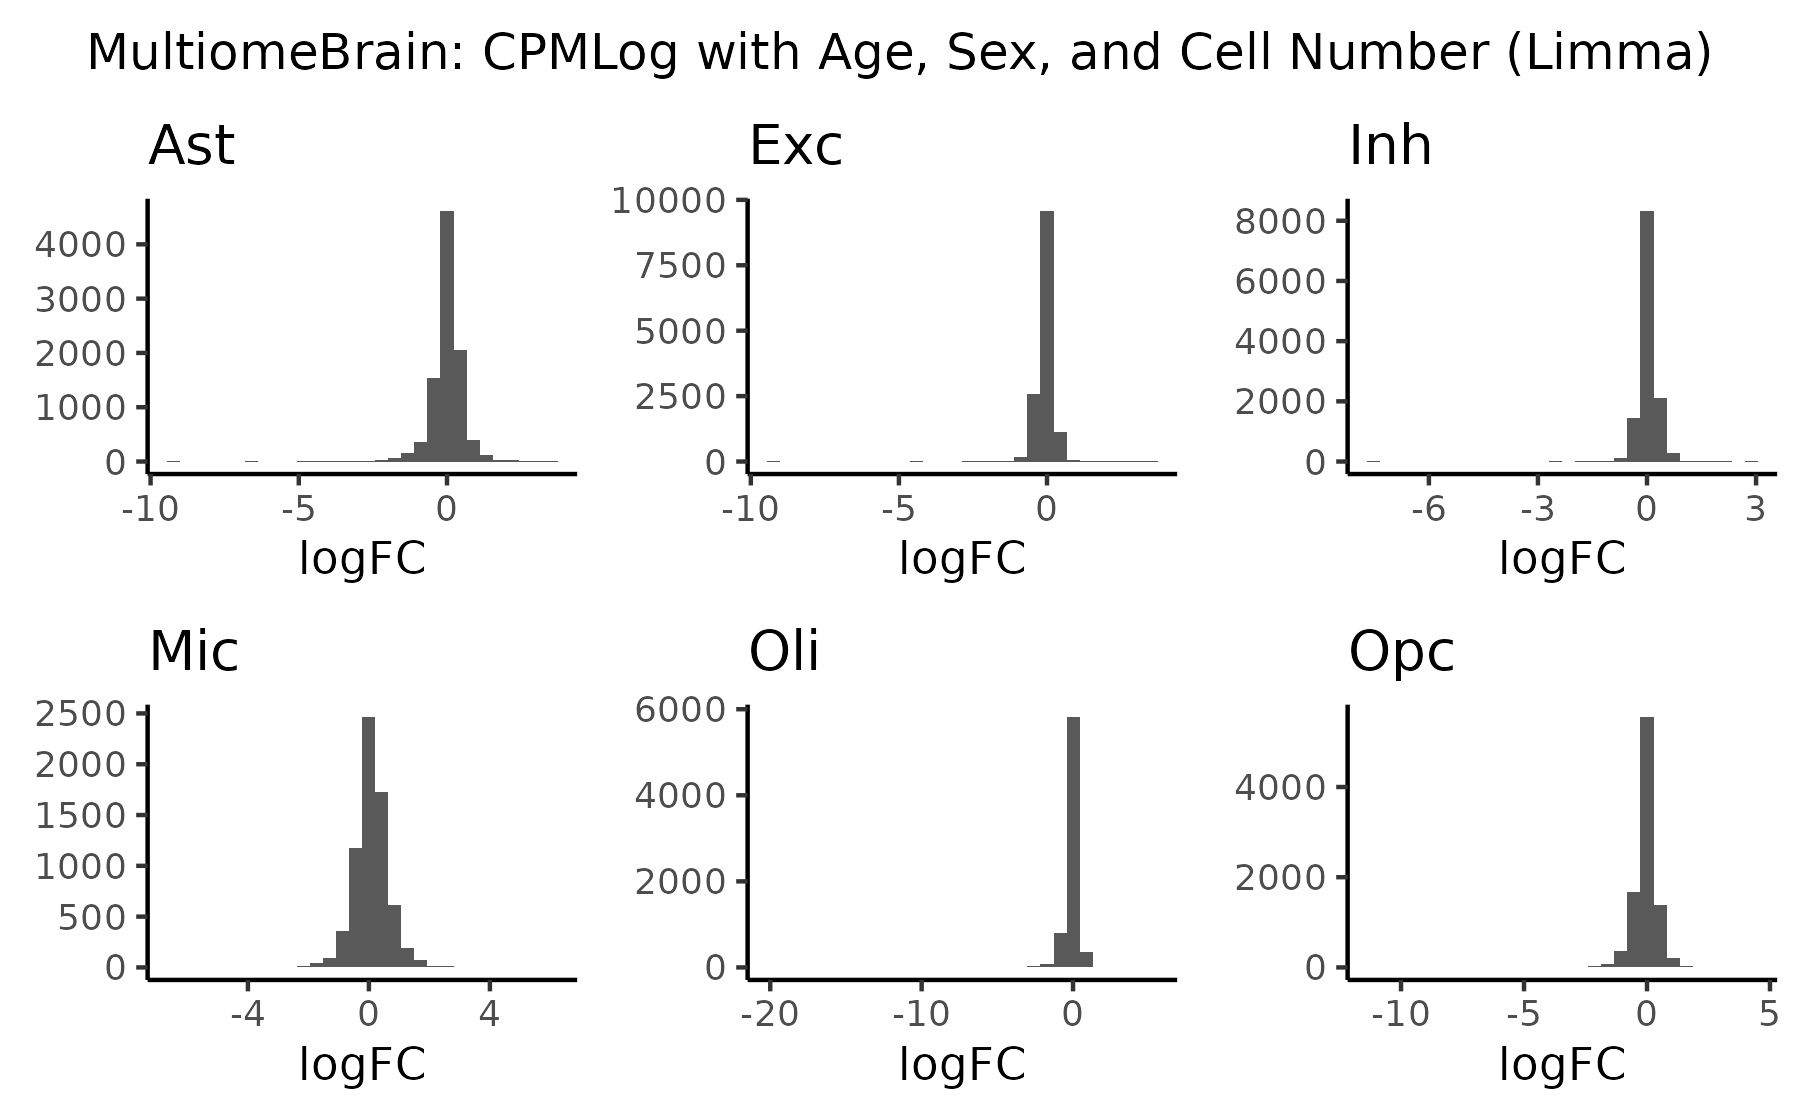 MultiomeBrain: CPMLog with Age, Sex, and Cell Number (Limma)
Ast
4000
3000
2000
1000
0
-10 -5 0
logFC
Exc
10000
7500
5000
2500
0
-10 -5 0
logFC
Inh
8000
6000
4000
2000
0
-6 -3 0 3
logFC
Mic
2500
2000
1500
1000
500
0
-4 0 4
logFC
Oli
6000
4000
2000
0
-20 -10 0
logFC
Opc
4000
2000
0
-10 -5 0 5
logFC